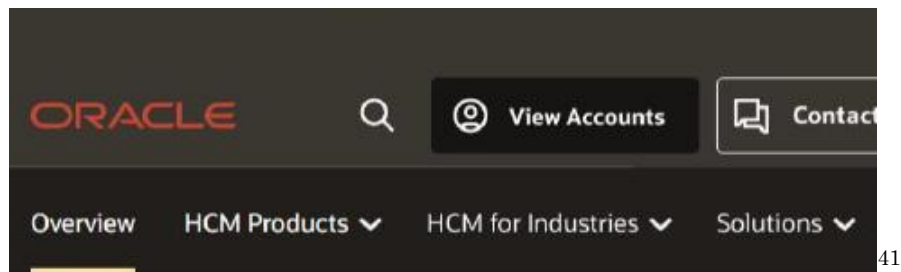 ORACLE View Accounts Contact
Overview HCM Products HCM for Industries Solutions
41